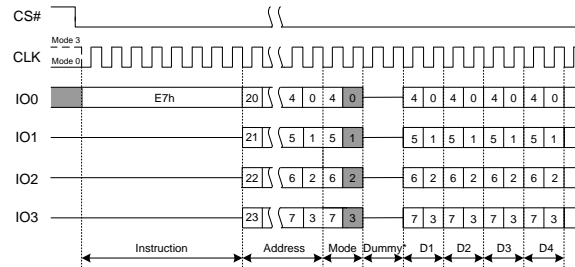 CS#
Mode 3
CLK
Mode 0
IO0 E7h 20 4 0 4 0 4 0 4 0 4 0 4 0
IO1 21 5 1 5 1 5 1 5 1 5 1 5 1
IO2 22 6 2 6 2 6 2 6 2 6 2 6 2
IO3 23 7 3 7 3 7 3 7 3 7 3 7 3
Instruction Address Mode Dummy* D1 D2 D3 D4